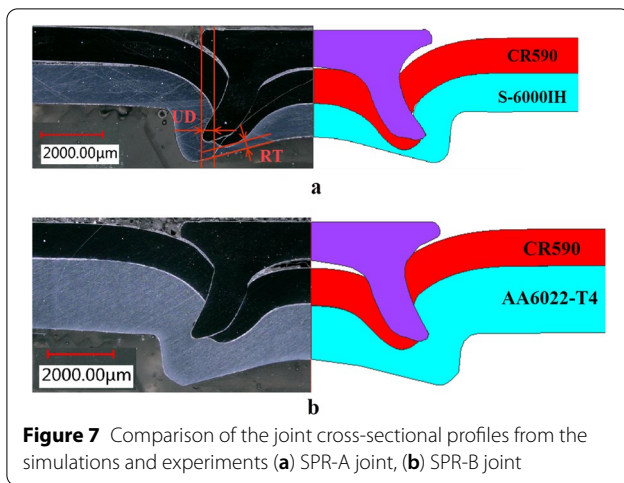 CR590
S-6000IH
UD
2000.00μm
RT
a
CR590
AA6022-T4
2000.00μm
b
Figure 7 Comparison of the joint cross-sectional profiles from the
simulations and experiments (a) SPR-A joint, (b) SPR-B joint